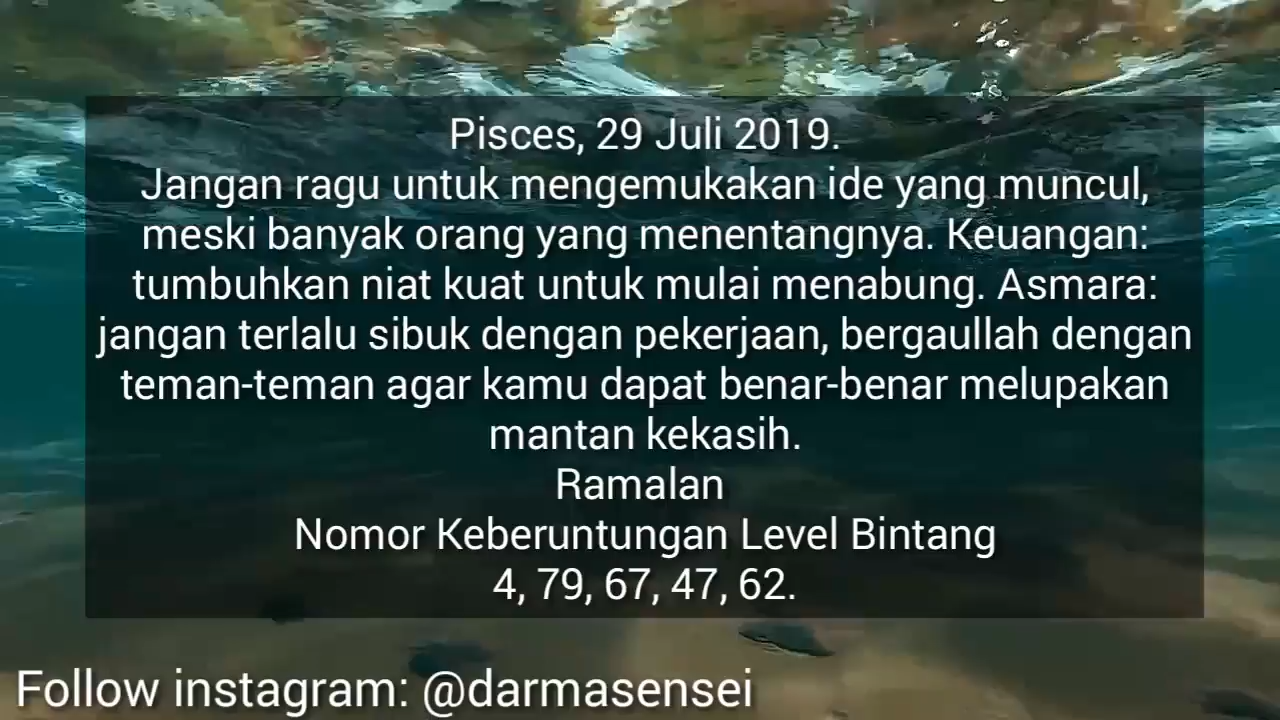 Pisces, 29 Juli 2019.
Jangan ragu untuk mengemukakan ide yang muncul,
meski banyak orang yang menentangnya. Keuangan:
tumbuhkan niat kuat untuk mulai menabung. Asmara:
jangan terlalu sibuk dengan pekerjaan, bergaullah dengan
teman-teman agar kamu dapat benar-benar melupakan
mantan kekasih.
Ramalan
Nomor Keberuntungan Level Bintang
4, 79, 67, 47, 62.
Follow instagram: @darmasensei